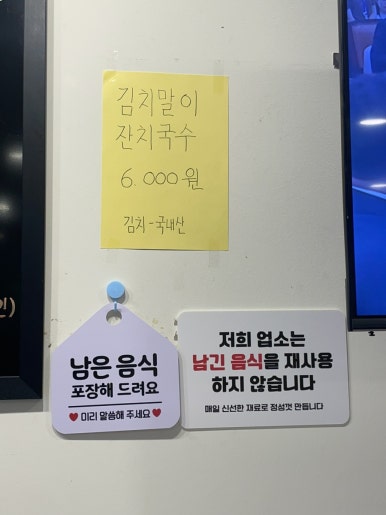 김치말이
잔치국수
6.000원
김치-국내산
인)
남은 음식
포장해 드려요
♥ 미리 말씀해 주세요 ♥
저희 업소는
남긴 음식을 재사용
하지 않습니다
매일 신선한 재료로 정성껏 만듭니다